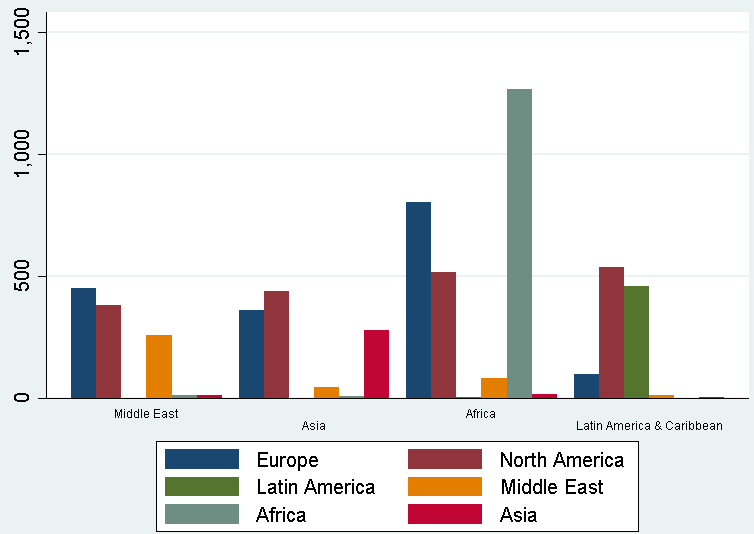 1,500
1,000
500
0
Middle East
Asia
Africa
Latin America & Caribbean
Europe
North America
Latin America
Middle East
Africa
Asia